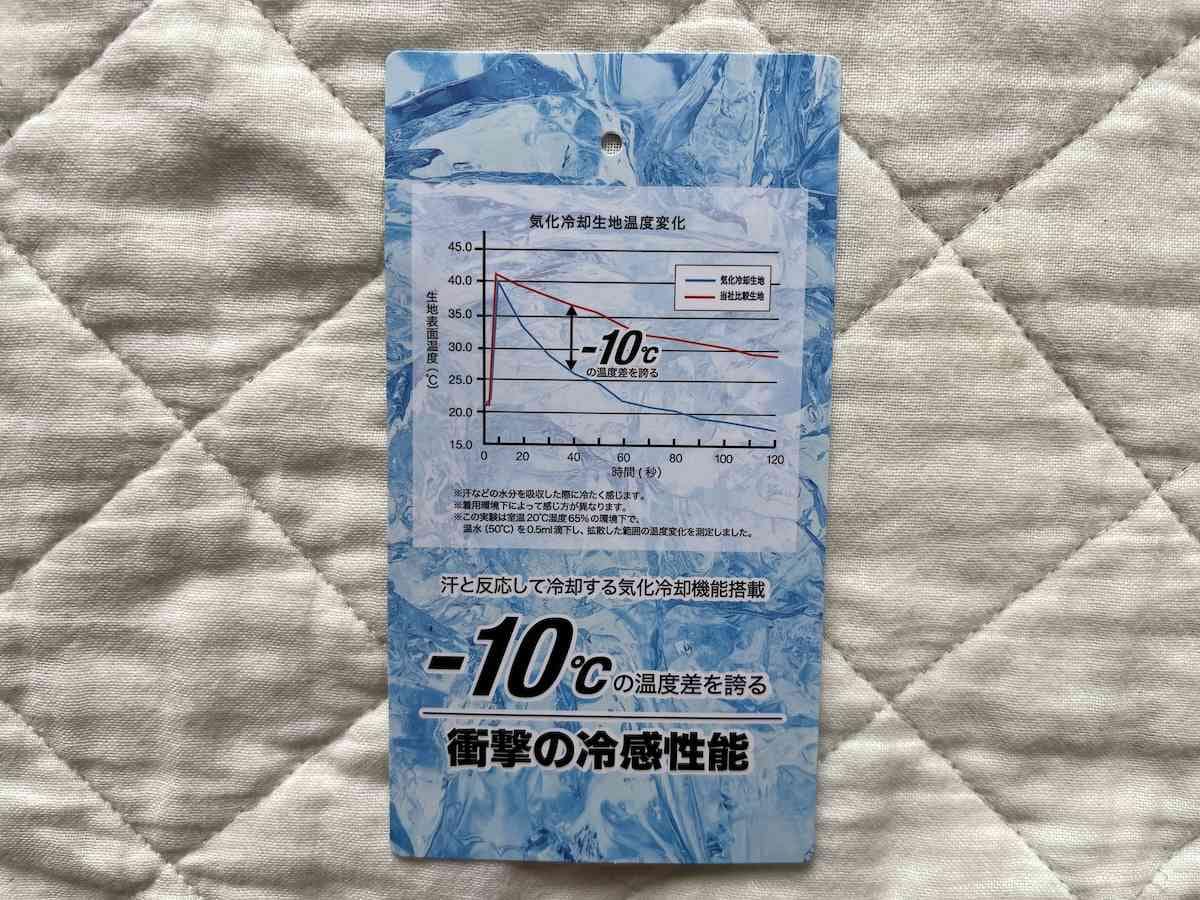 気化冷却生地温度変化
45.0
40.0
35.0
30.0
25.0
20.0
15.0
生地表面温度(℃)
気化冷却生地
当社比較生地
-10℃
の温度差を誇る
0 20 40 60 80 100 120
時間(秒)
※汗などの水分を吸収した際に冷たく感じます。
※着用環境下によって感じ方が異なります。
※この実験は室温20℃湿度65%の環境下で、
温水(50℃)を0.5ml滴下し、拡散した範囲の温度変化を測定しました。
汗と反応して冷却する気化冷却機能搭載
-10℃の温度差を誇る
衝撃の冷感性能